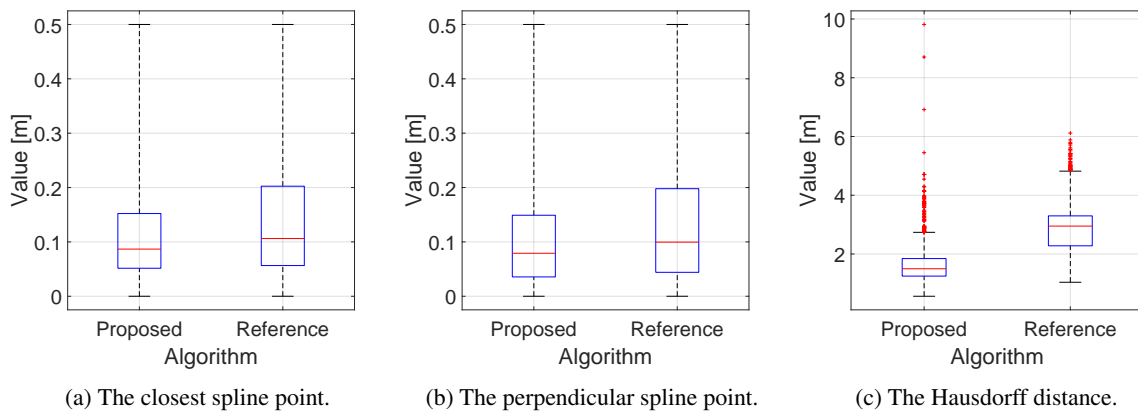 0.5
0.4
0.3
0.2
0.1
0
Value [m]
Proposed Reference
Algorithm
(a) The closest spline point.
0.5
0.4
0.3
0.2
0.1
0
Value [m]
Proposed Reference
Algorithm
(b) The perpendicular spline point.
10
8
6
4
2
Value [m]
Proposed Reference
Algorithm
(c) The Hausdorff distance.